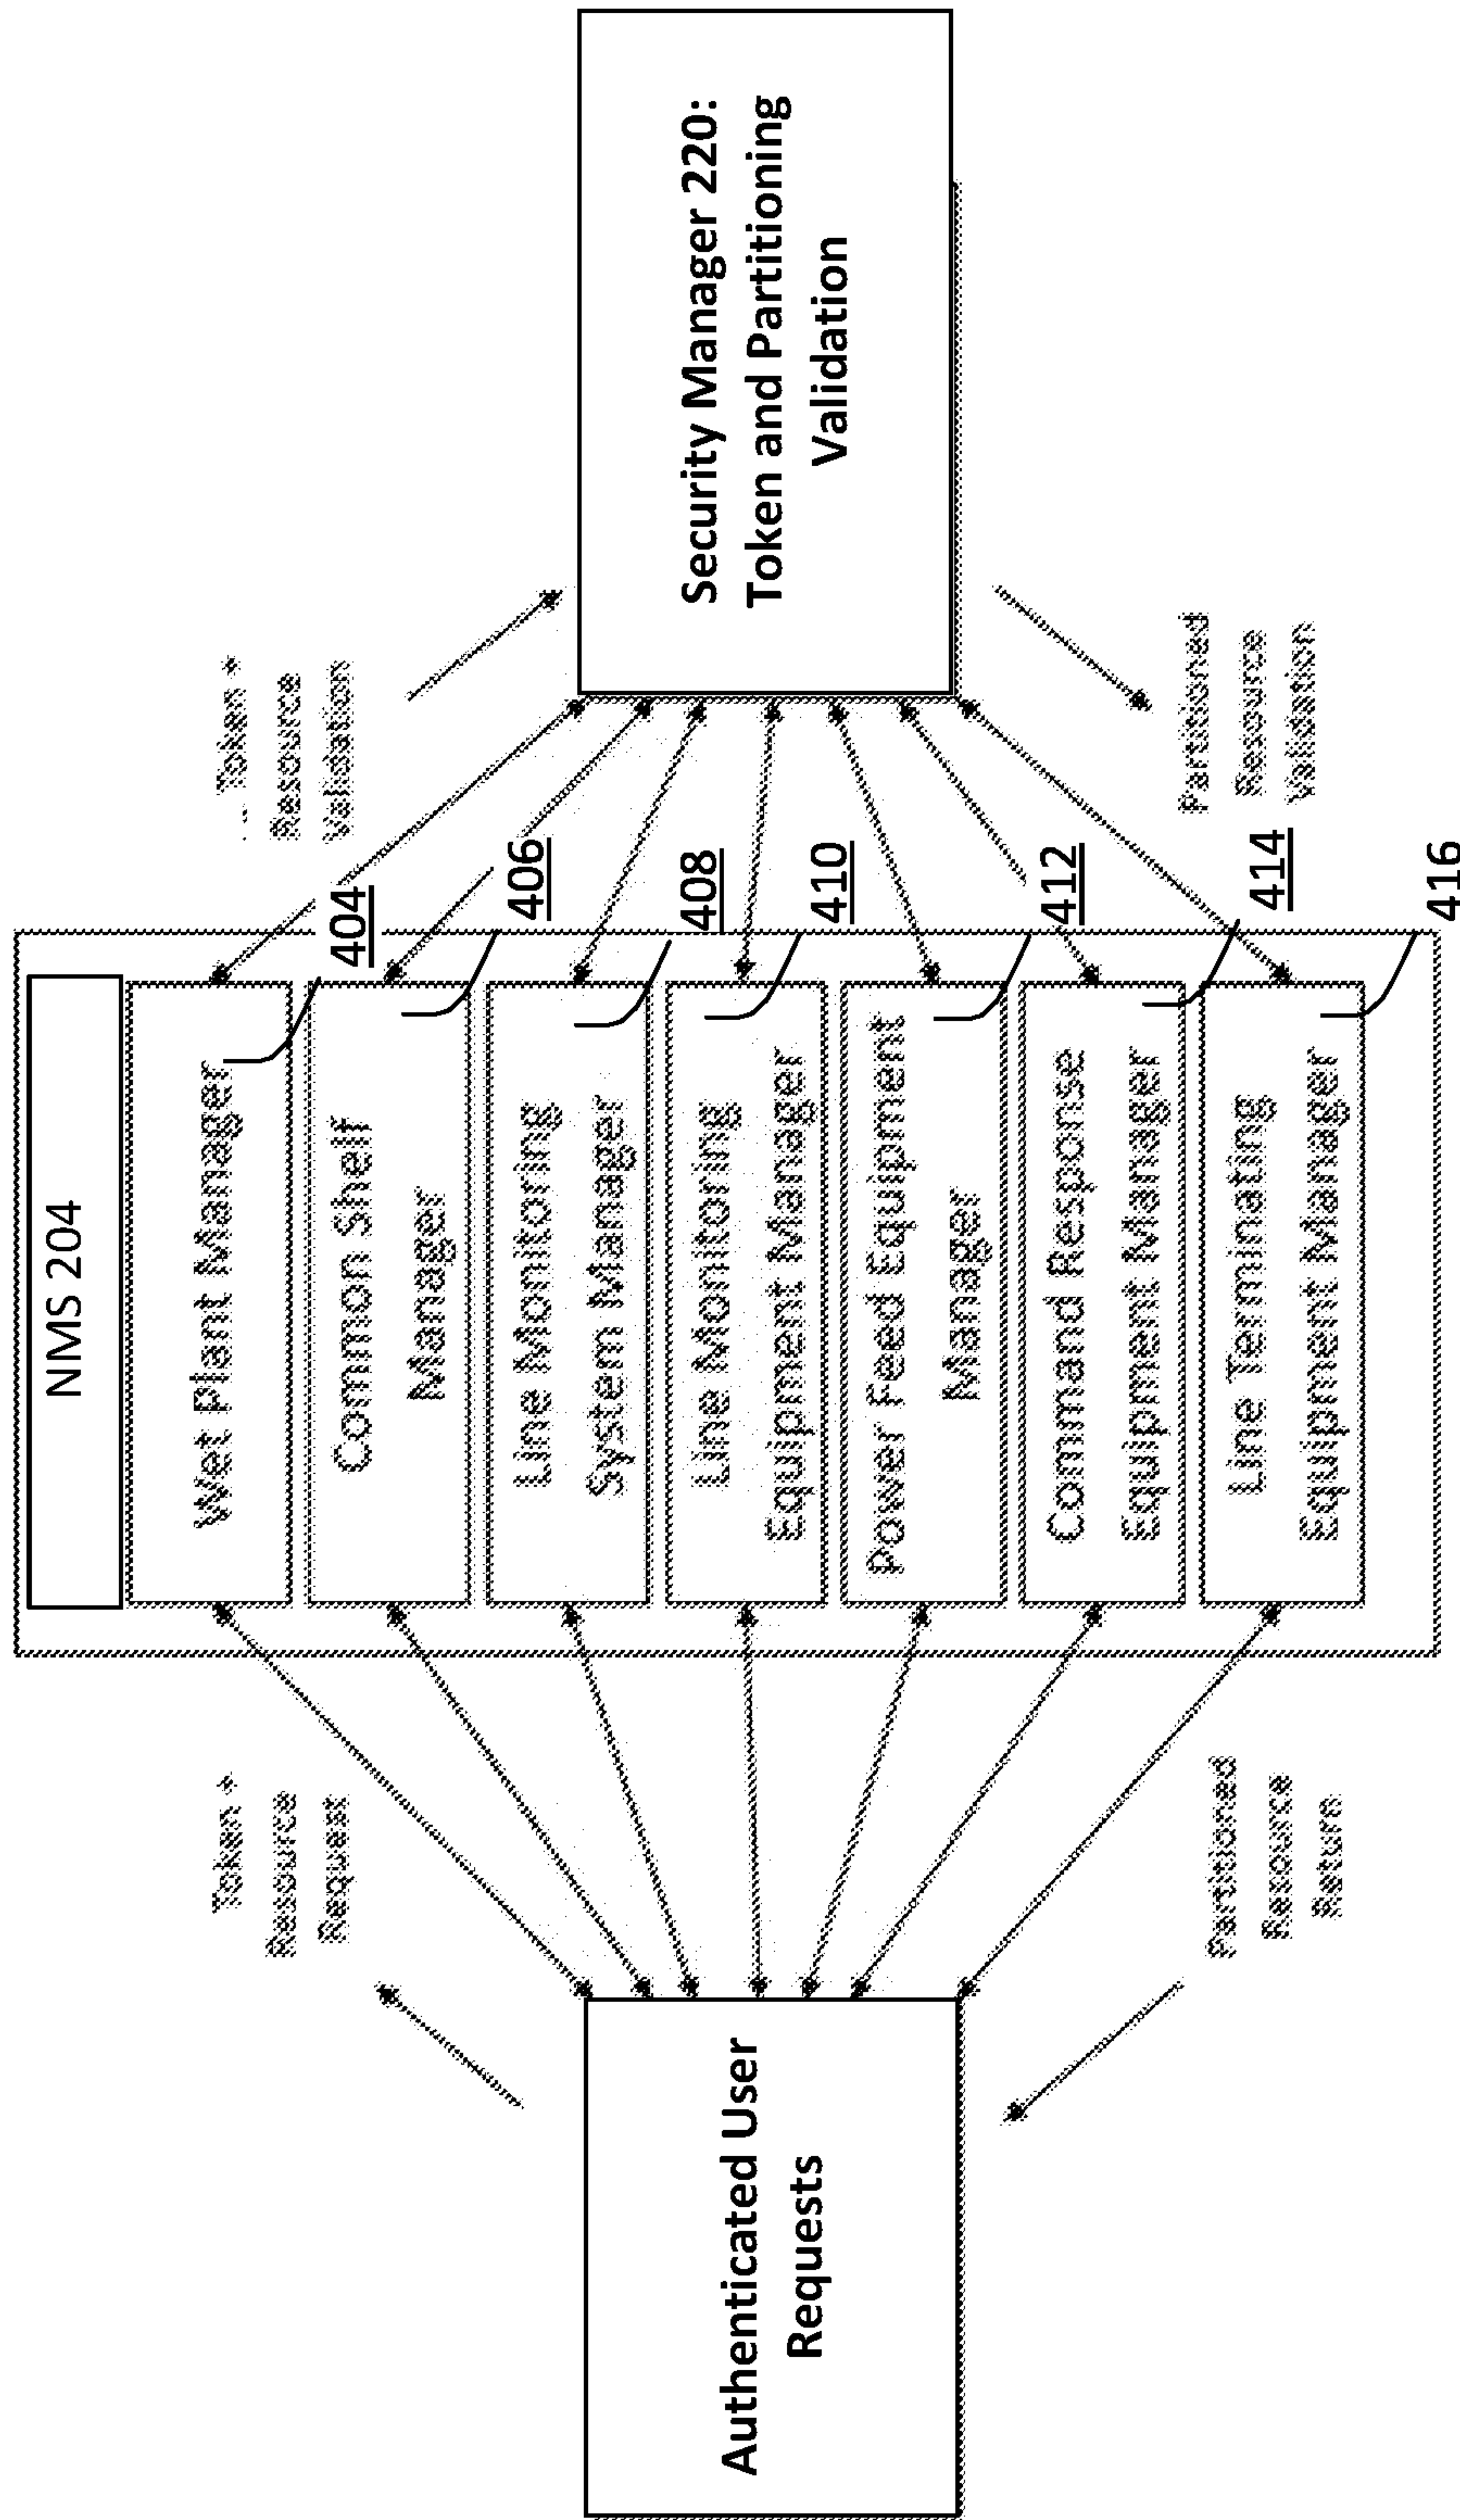 NMS 204
Wet Plant Manager
404
Common Shelf
Manager
406
Line Monitoring
System Manager
408
Line Monitoring
Equipment Manager
410
Power Feed Equipment
Manager
412
Command Response
Equipment Manager
414
Line Terminating
Equipment Manager
416
Authenticated User
Requests
Token +
Resource
Request
Partitioned
Resource
Return
Token +
Resource
Validation
Partitioned
Resource
Validation
Security Manager 220:
Token and Partitioning
Validation